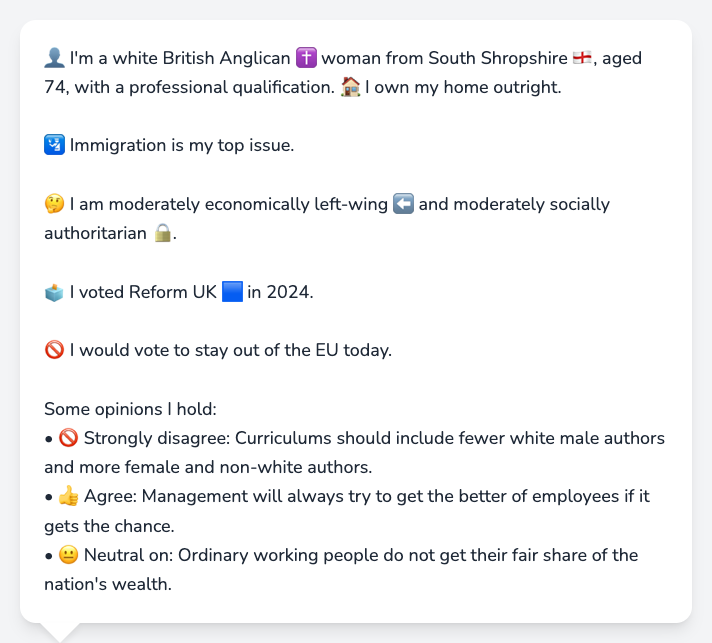 👤 I'm a white British Anglican ✝️ woman from South Shropshire 🏴󠁧󠁢󠁥󠁮󠁧󠁿, aged
74, with a professional qualification. 🏠 I own my home outright.
🛂 Immigration is my top issue.
🤔 I am moderately economically left-wing ⬅️ and moderately socially
authoritarian 🔒.
🗳️ I voted Reform UK 🟦 in 2024.
🚫 I would vote to stay out of the EU today.
Some opinions I hold:
• 🚫 Strongly disagree: Curriculums should include fewer white male authors
and more female and non-white authors.
• 👍 Agree: Management will always try to get the better of employees if it
gets the chance.
• 😐 Neutral on: Ordinary working people do not get their fair share of the
nation's wealth.